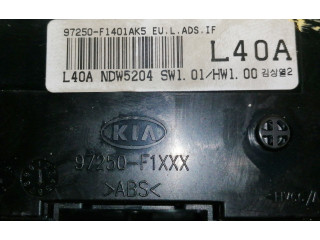 97250-F1401AK5 EU.L.ADS.IF
L40A
L40A NDW5204 SW1.01/HW1.00 김상열2
KIA
97250-F1XXX
>ABS<